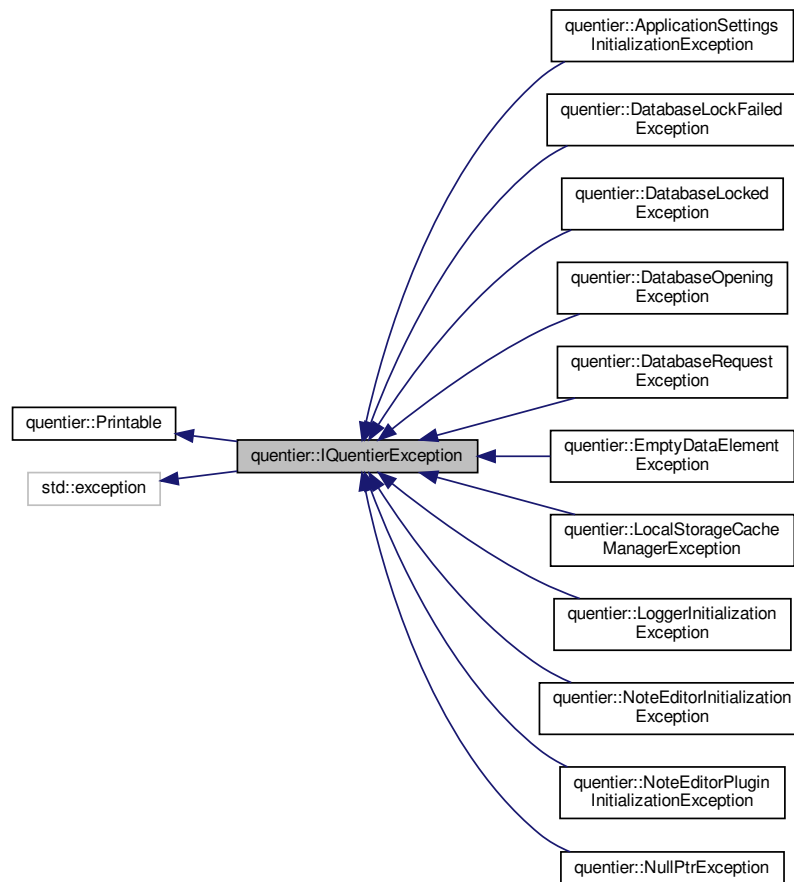 quentier::ApplicationSettings
InitializationException
quentier::DatabaseLockFailed
Exception
quentier::DatabaseLocked
Exception
quentier::DatabaseOpening
Exception
quentier::DatabaseRequest
Exception
quentier::Printable
quentier::IQuentierException
quentier::EmptyDataElement
Exception
std::exception
quentier::LocalStorageCache
ManagerException
quentier::LoggerInitialization
Exception
quentier::NoteEditorInitialization
Exception
quentier::NoteEditorPlugin
InitializationException
quentier::NullPtrException